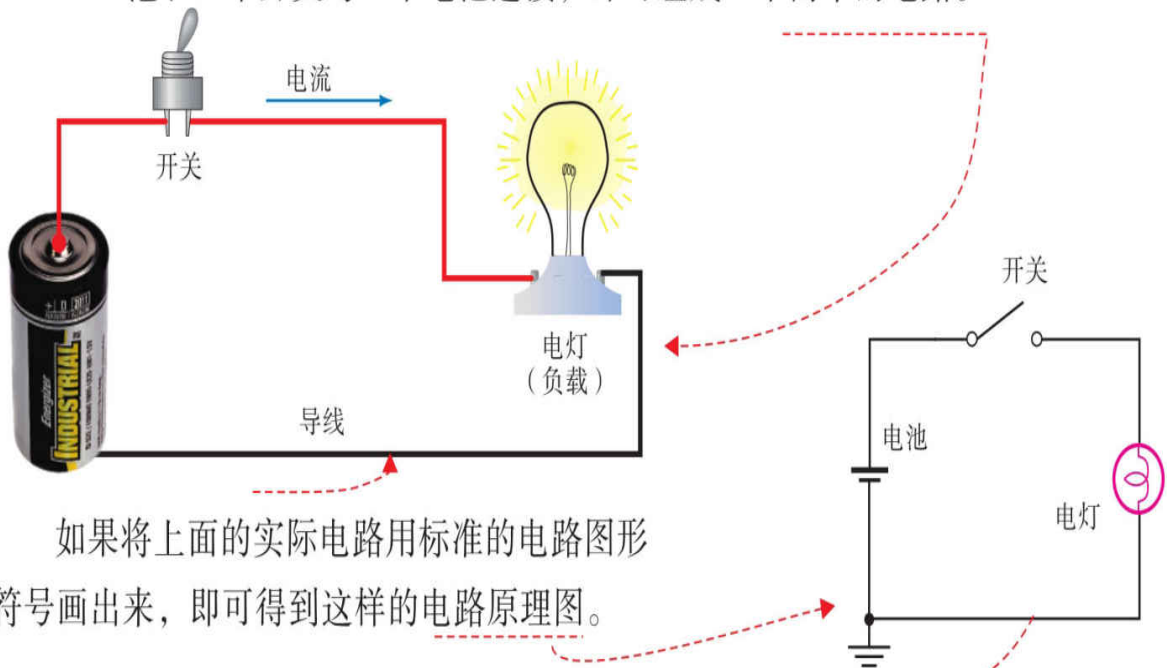 电流
开关
开关
Energizer
INDUSTRIAL
电灯
（负载）
导线
电池
电灯
如果将上面的实际电路用标准的电路图形
符号画出来，即可得到这样的电路原理图。